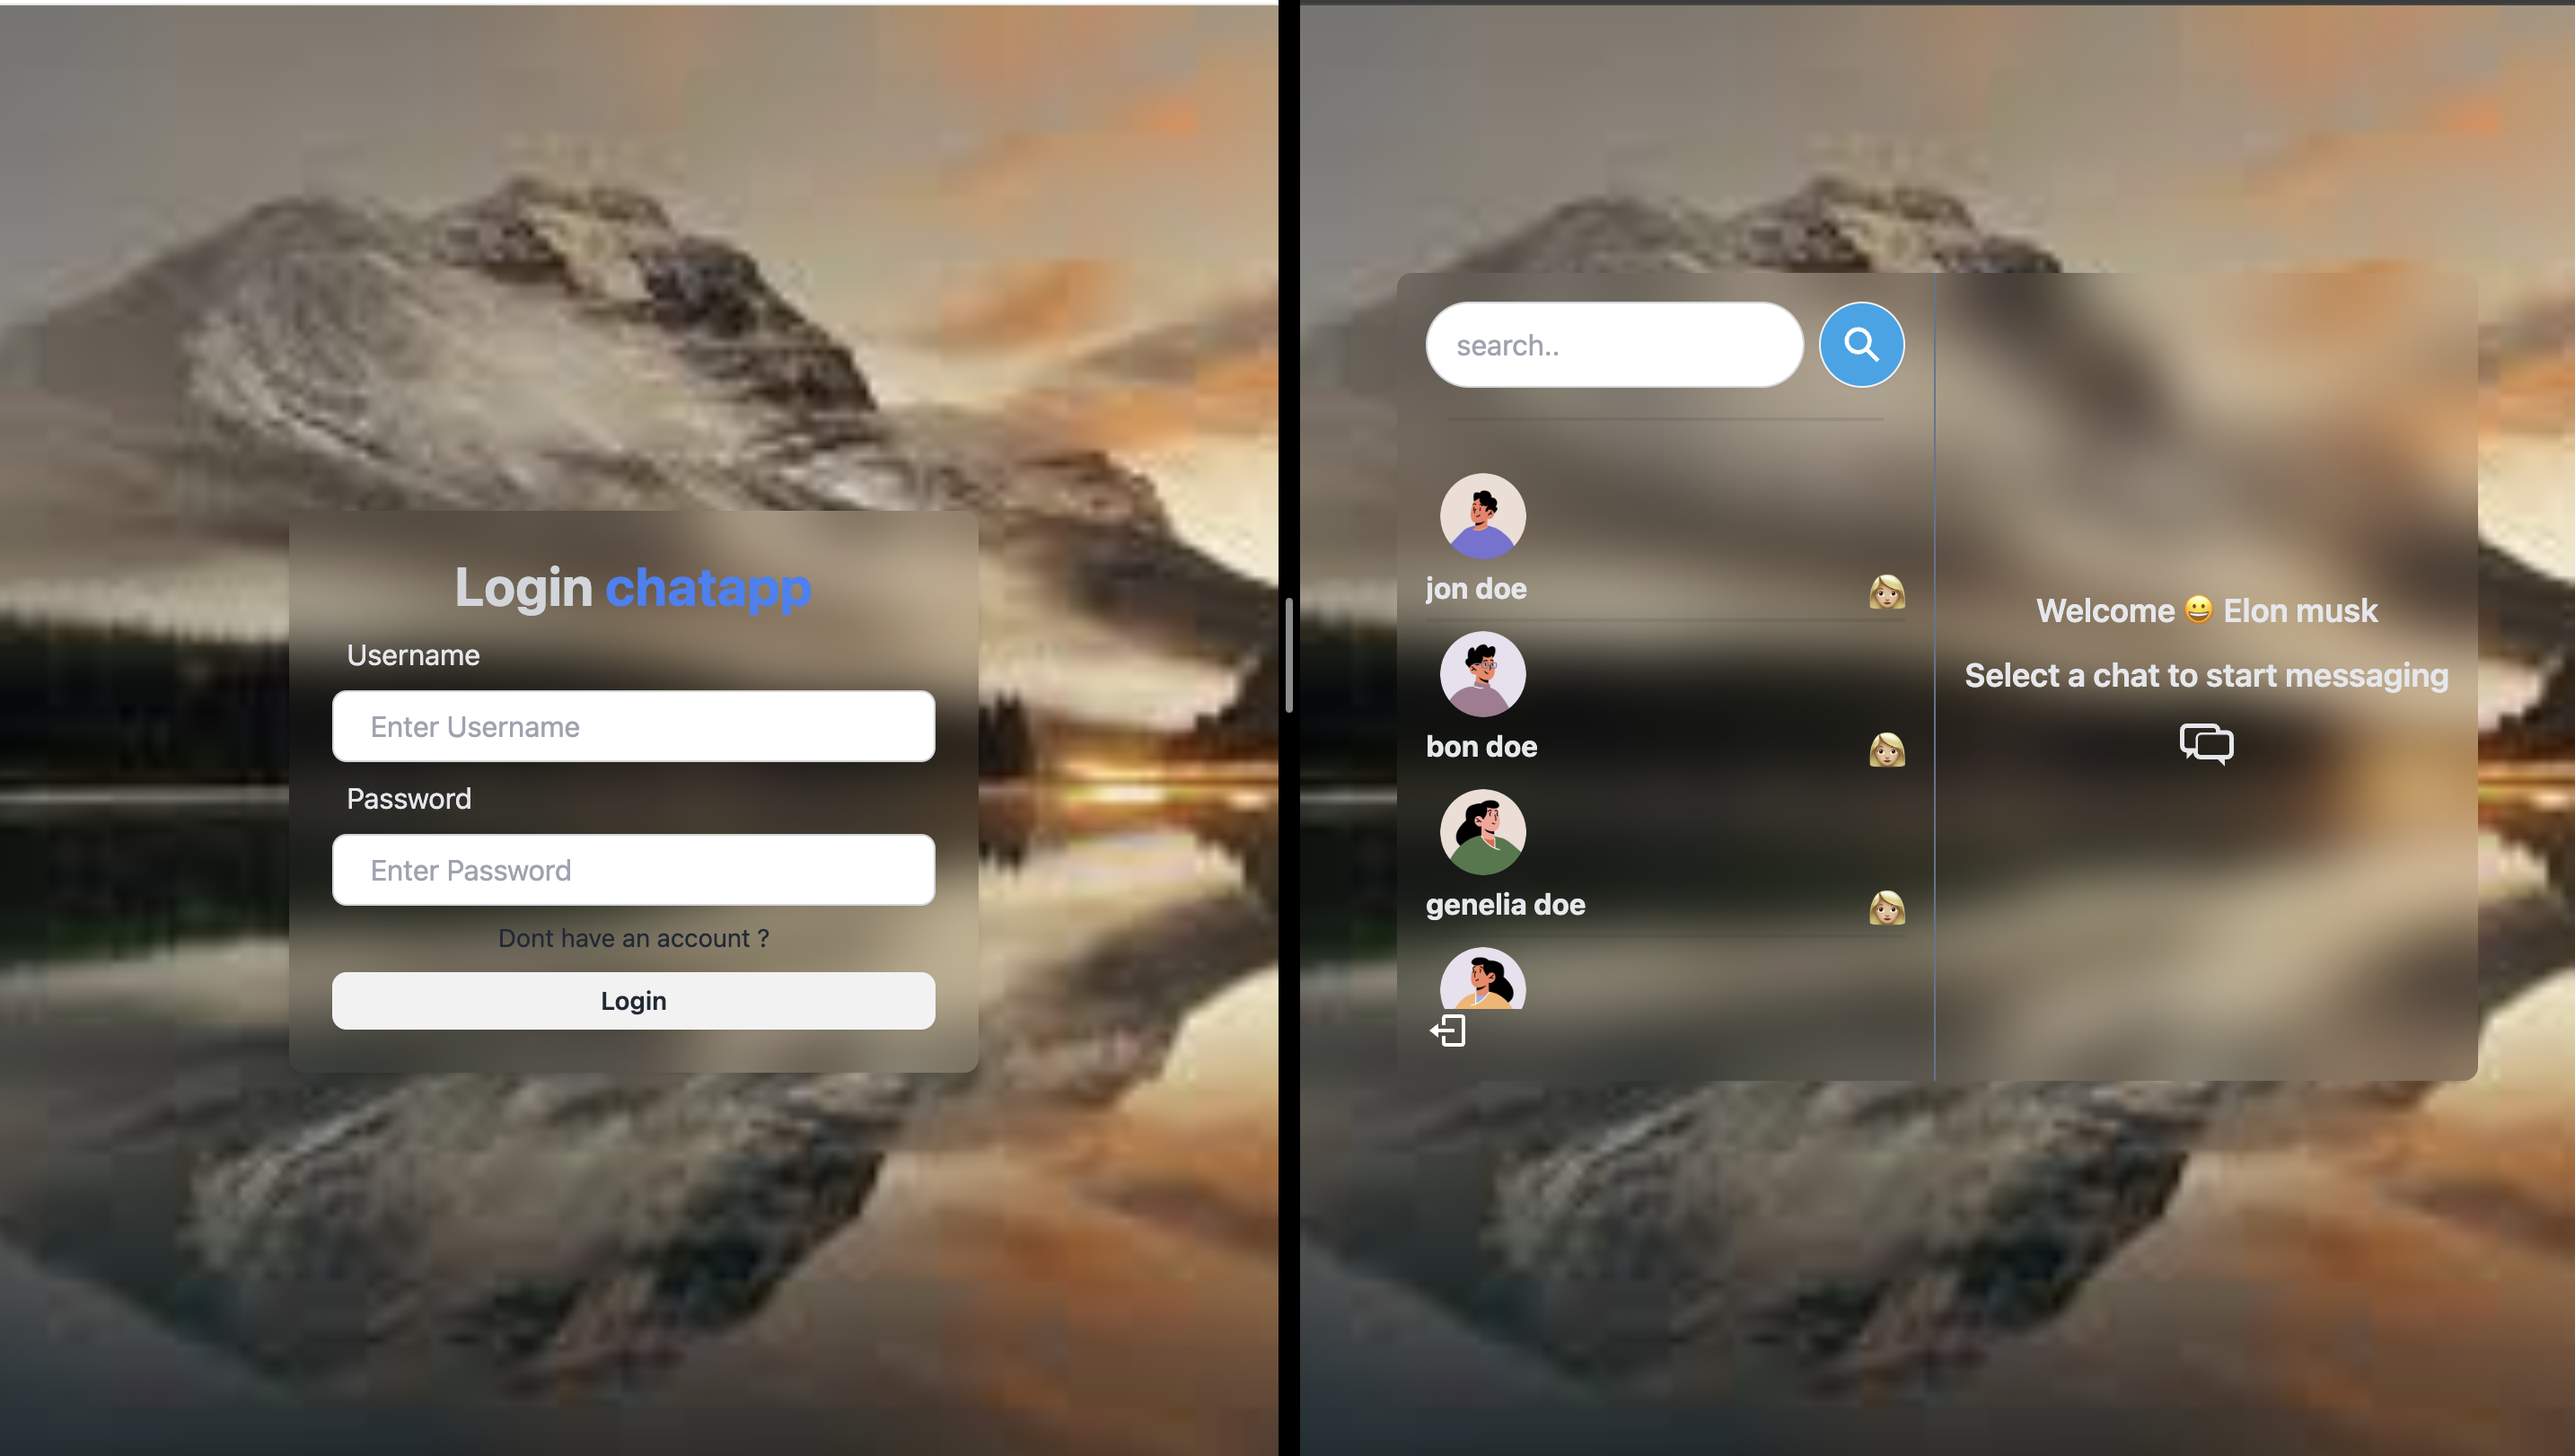 Login chatapp
Username
Enter Username
Password
Enter Password
Dont have an account ?
Login
search..
jon doe
bon doe
genelia doe
Welcome 😀 Elon musk
Select a chat to start messaging